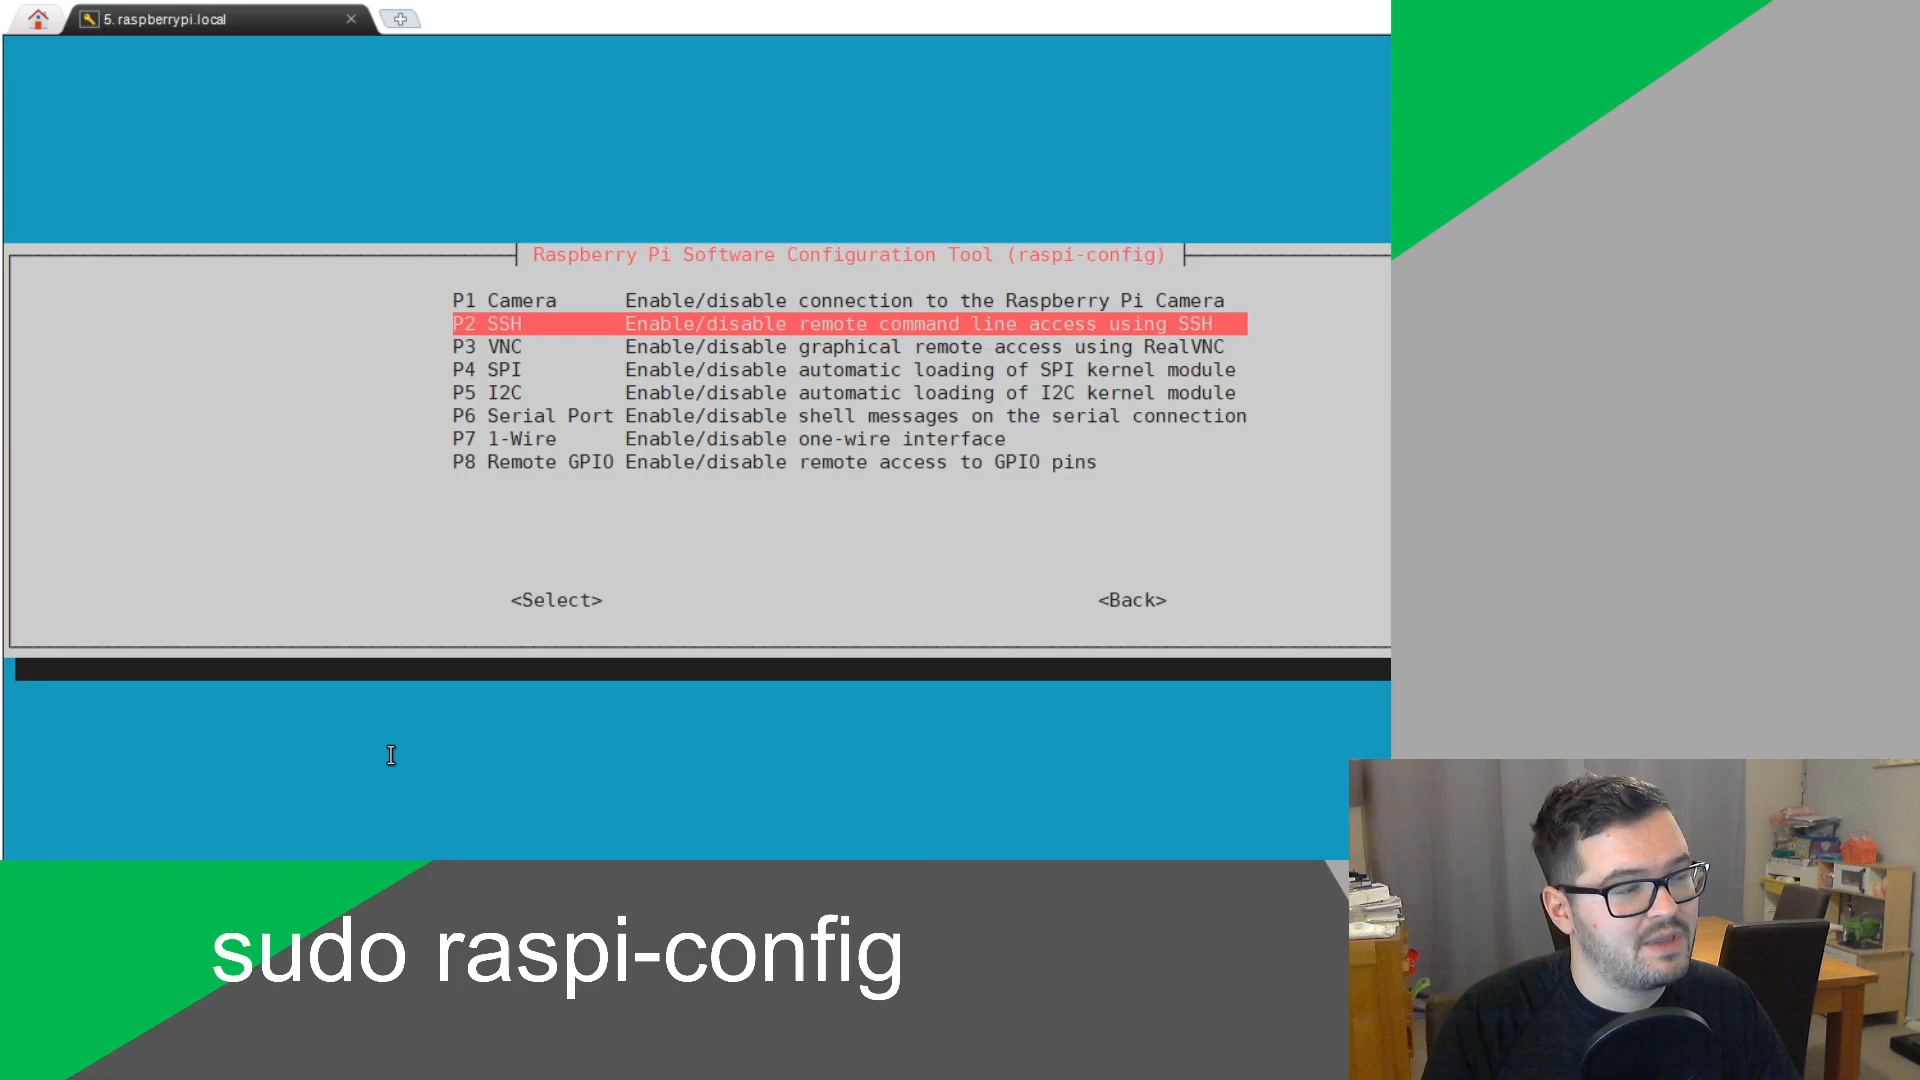 5. raspberrypi.local
Raspberry Pi Software Configuration Tool (raspi-config)
P1 Camera Enable/disable connection to the Raspberry Pi Camera
P2 SSH Enable/disable remote command line access using SSH
P3 VNC Enable/disable graphical remote access using RealVNC
P4 SPI Enable/disable automatic loading of SPI kernel module
P5 I2C Enable/disable automatic loading of I2C kernel module
P6 Serial Port Enable/disable shell messages on the serial connection
P7 1-Wire Enable/disable one-wire interface
P8 Remote GPIO Enable/disable remote access to GPIO pins
<Select> <Back>
sudo raspi-config